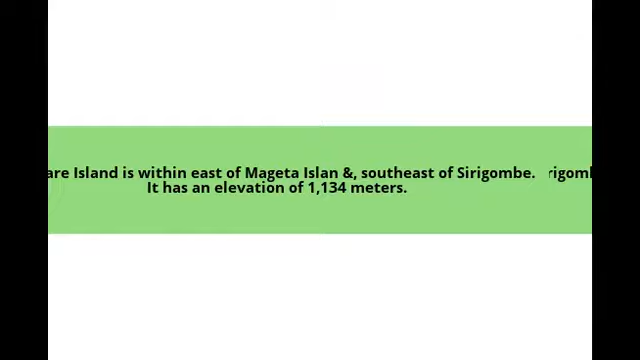 are Island is within east of Mageta Islan &, southeast of Sirigombe. rigomb
It has an elevation of 1,134 meters.